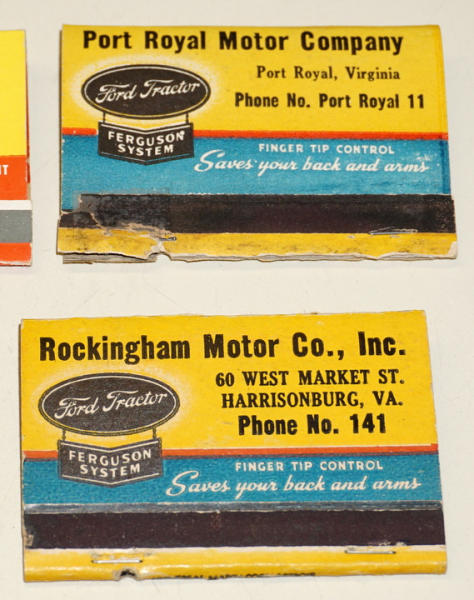 Port Royal Motor Company
Port Royal, Virginia
Phone No. Port Royal 11
Ford Tractor
FERGUSON
SYSTEM
FINGER TIP CONTROL
Saves your back and arms
Rockingham Motor Co., Inc.
60 WEST MARKET ST.
HARRISONBURG, VA.
Phone No. 141
Ford Tractor
FERGUSON
SYSTEM
FINGER TIP CONTROL
Saves your back and arms